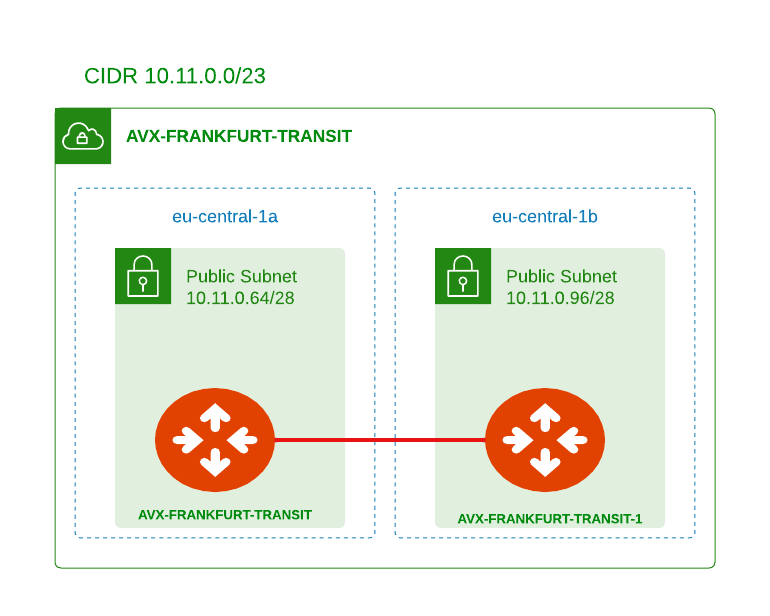 CIDR 10.11.0.0/23
AVX-FRANKFURT-TRANSIT
eu-central-1a
Public Subnet
10.11.0.64/28
AVX-FRANKFURT-TRANSIT
eu-central-1b
Public Subnet
10.11.0.96/28
AVX-FRANKFURT-TRANSIT-1